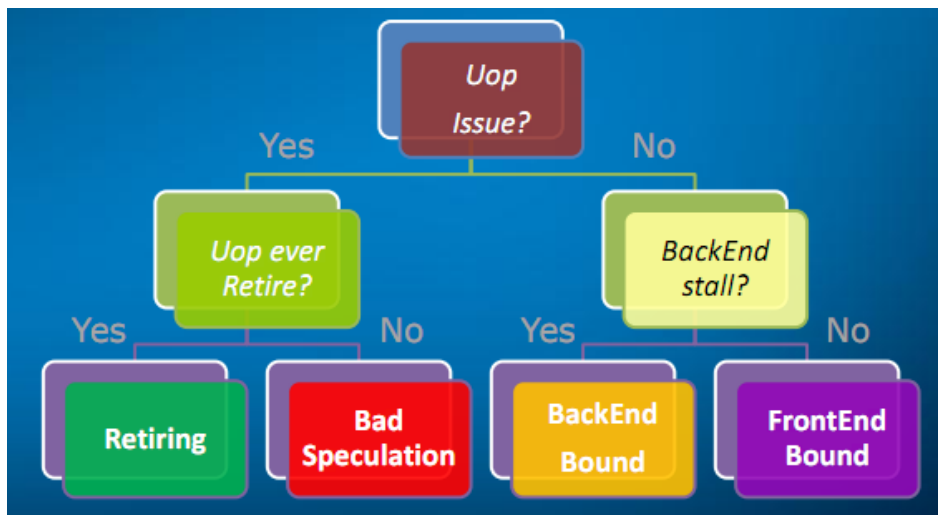 Uop
Issue?
Yes
No
Uop ever
Retire?
BackEnd
stall?
Yes
No
Yes
No
Retiring
Bad
Speculation
BackEnd
Bound
FrontEnd
Bound